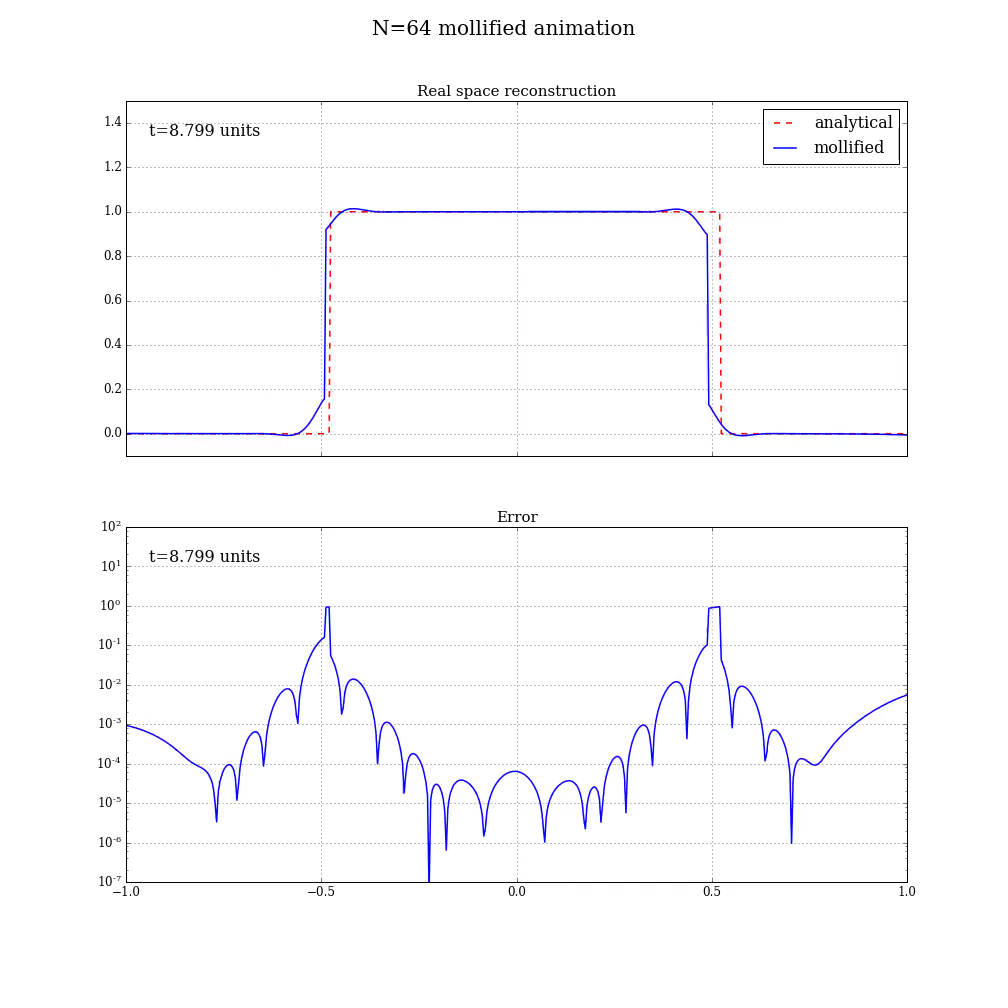 N=64 mollified animation
Real space reconstruction
t=8.799 units
analytical
mollified
1.4
1.2
1.0
0.8
0.6
0.4
0.2
0.0
Error
t=8.799 units
10²
10¹
10⁰
10⁻¹
10⁻²
10⁻³
10⁻⁴
10⁻⁵
10⁻⁶
10⁻⁷
−1.0 −0.5 0.0 0.5 1.0